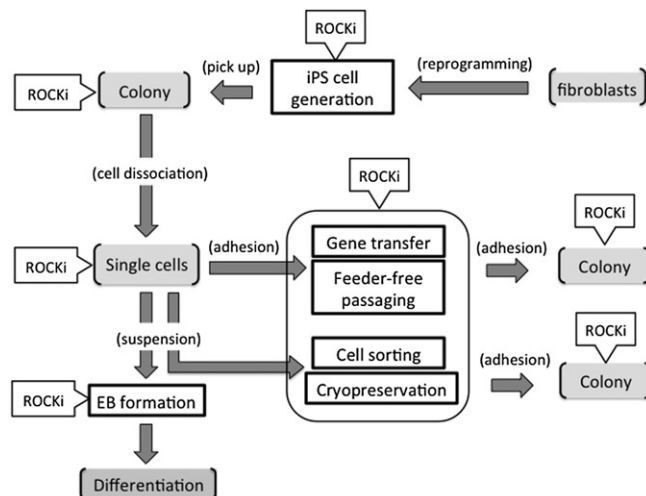 ROCKi
(pick up)
iPS cell
generation
(reprogramming)
fibroblasts
ROCKi
Colony
(cell dissociation)
ROCKi
ROCKi
Single cells
(adhesion)
Gene transfer
Feeder-free
passaging
(adhesion)
ROCKi
Colony
(suspension)
Cell sorting
Cryopreservation
(adhesion)
ROCKi
Colony
ROCKi
EB formation
Differentiation